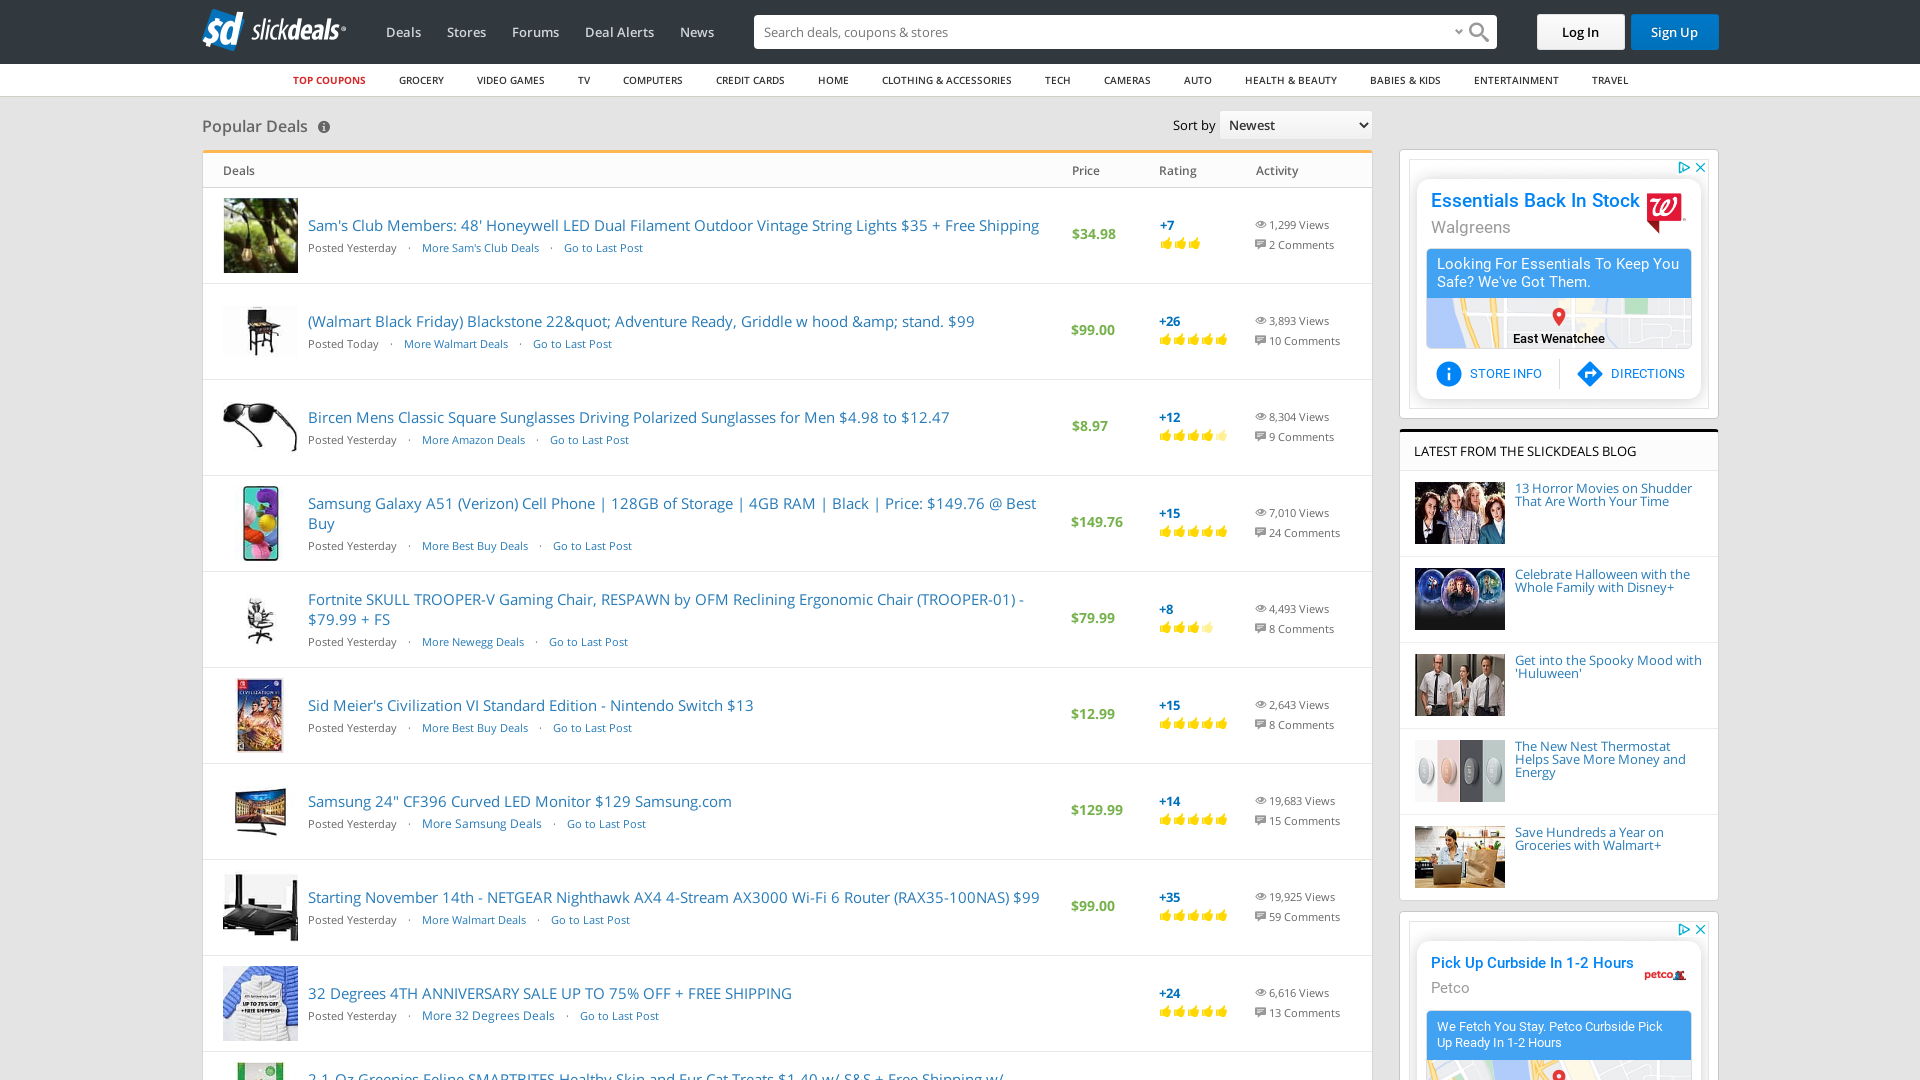 slickdeals
Deals Stores Forums Deal Alerts News
Search deals, coupons & stores
Log In Sign Up
TOP COUPONS GROCERY VIDEO GAMES TV COMPUTERS CREDIT CARDS HOME CLOTHING & ACCESSORIES TECH CAMERAS AUTO HEALTH & BEAUTY BABIES & KIDS ENTERTAINMENT TRAVEL
Popular Deals
Sort by Newest
Deals Price Rating Activity
Sam's Club Members: 48' Honeywell LED Dual Filament Outdoor Vintage String Lights $35 + Free Shipping
Posted Yesterday · More Sam's Club Deals · Go to Last Post
$34.98
+7
1,299 Views
2 Comments
(Walmart Black Friday) Blackstone 22&quot; Adventure Ready, Griddle w hood &amp; stand. $99
Posted Today · More Walmart Deals · Go to Last Post
$99.00
+26
3,893 Views
10 Comments
Bircen Mens Classic Square Sunglasses Driving Polarized Sunglasses for Men $4.98 to $12.47
Posted Yesterday · More Amazon Deals · Go to Last Post
$8.97
+12
8,304 Views
9 Comments
Samsung Galaxy A51 (Verizon) Cell Phone | 128GB of Storage | 4GB RAM | Black | Price: $149.76 @ Best
Buy
Posted Yesterday · More Best Buy Deals · Go to Last Post
$149.76
+15
7,010 Views
24 Comments
Fortnite SKULL TROOPER-V Gaming Chair, RESPAWN by OFM Reclining Ergonomic Chair (TROOPER-01) -
$79.99 + FS
Posted Yesterday · More Newegg Deals · Go to Last Post
$79.99
+8
4,493 Views
8 Comments
Sid Meier's Civilization VI Standard Edition - Nintendo Switch $13
Posted Yesterday · More Best Buy Deals · Go to Last Post
$12.99
+15
2,643 Views
8 Comments
Samsung 24" CF396 Curved LED Monitor $129 Samsung.com
Posted Yesterday · More Samsung Deals · Go to Last Post
$129.99
+14
19,683 Views
15 Comments
Starting November 14th - NETGEAR Nighthawk AX4 4-Stream AX3000 Wi-Fi 6 Router (RAX35-100NAS) $99
Posted Yesterday · More Walmart Deals · Go to Last Post
$99.00
+35
19,925 Views
59 Comments
32 Degrees 4TH ANNIVERSARY SALE UP TO 75% OFF + FREE SHIPPING
Posted Yesterday · More 32 Degrees Deals · Go to Last Post
+24
6,616 Views
13 Comments
2.1-Oz Greenies Feline SMARTBITES Healthy Skin and Fur Cat Treats $1.40 w/ S&S + Free Shipping w/
Essentials Back In Stock
Walgreens
Looking For Essentials To Keep You
Safe? We've Got Them.
East Wenatchee
STORE INFO DIRECTIONS
LATEST FROM THE SLICKDEALS BLOG
13 Horror Movies on Shudder
That Are Worth Your Time
Celebrate Halloween with the
Whole Family with Disney+
Get into the Spooky Mood with
'Huluween'
The New Nest Thermostat
Helps Save More Money and
Energy
Save Hundreds a Year on
Groceries with Walmart+
Pick Up Curbside In 1-2 Hours
petco
Petco
We Fetch You Stay. Petco Curbside Pick
Up Ready In 1-2 Hours